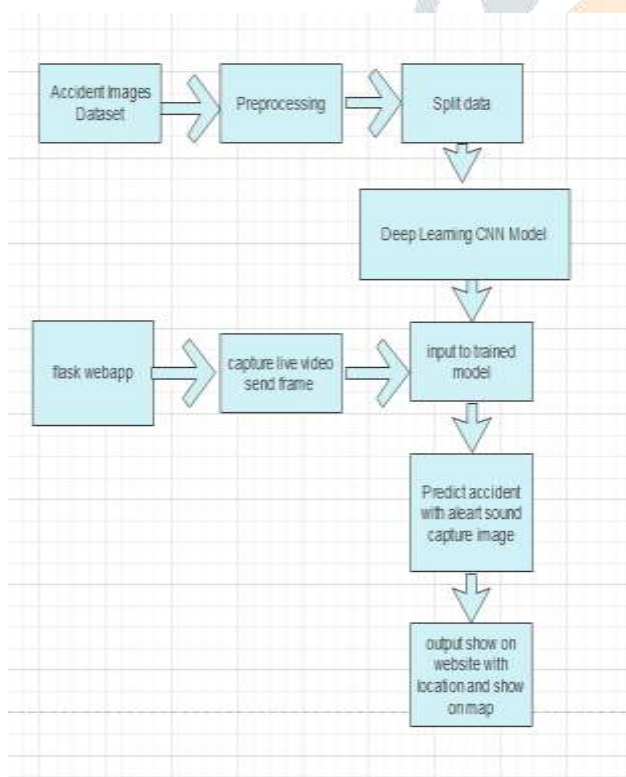 Accident Images
Dataset
Preprocessing
Split data
Deep Learning CNN Model
flask webapp
capture live video
send frame
input to trained
model
Predict accident
with aleart sound
capture image
output show on
website with
location and show
on map